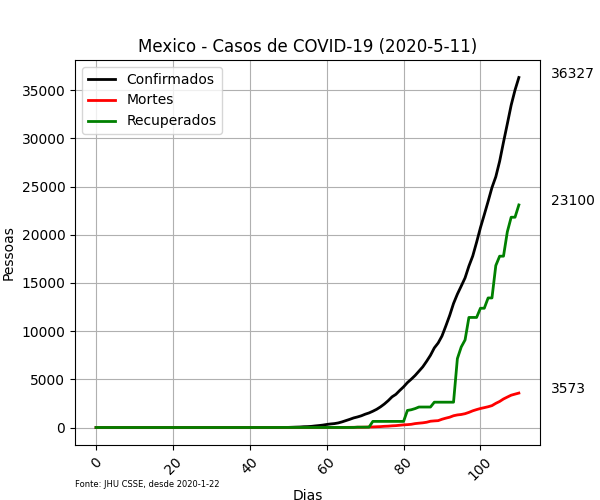 Mexico - Casos de COVID-19 (2020-5-11)
Confirmados
Mortes
Recuperados
36327
23100
3573
35000
30000
25000
20000
15000
10000
5000
0
Pessoas
0 20 40 60 80 100
Fonte: JHU CSSE, desde 2020-1-22
Dias